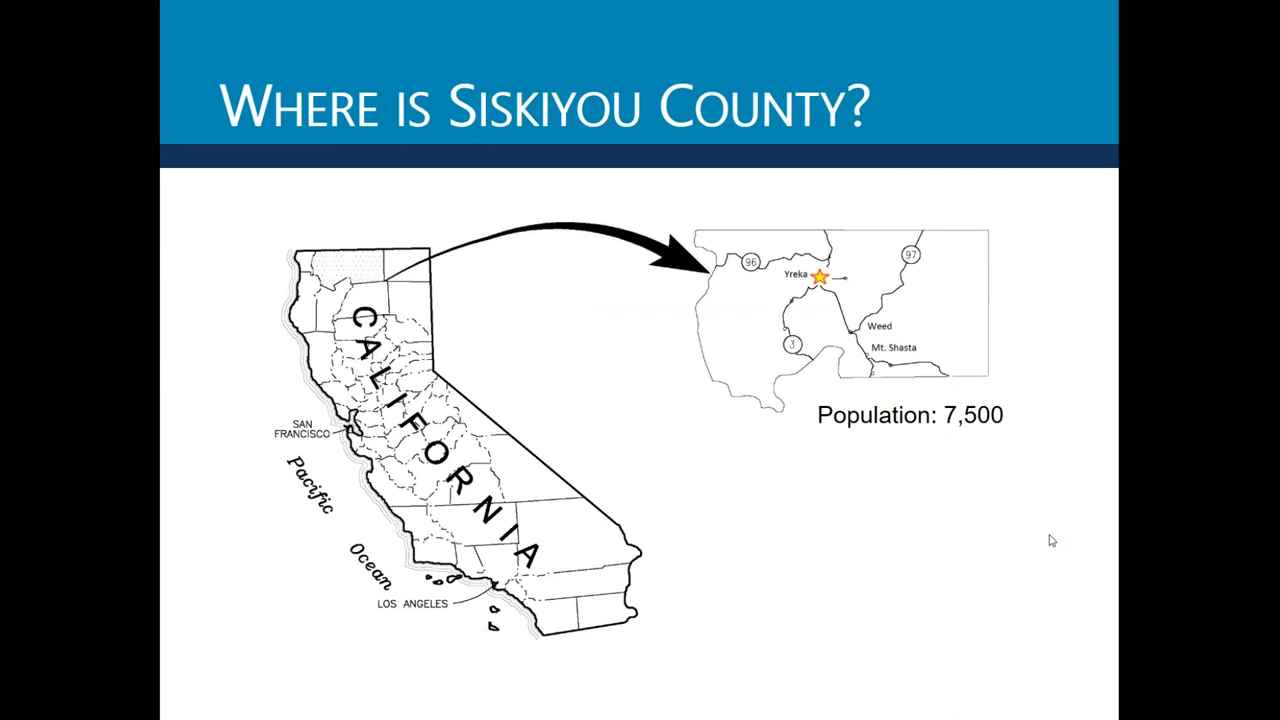 WHERE IS SISKIYOU COUNTY?
96
97
Yreka
Weed
3
Mt. Shasta
Population: 7,500
CALIFORNIA
SAN
FRANCISCO
Pacific
Ocean
LOS ANGELES